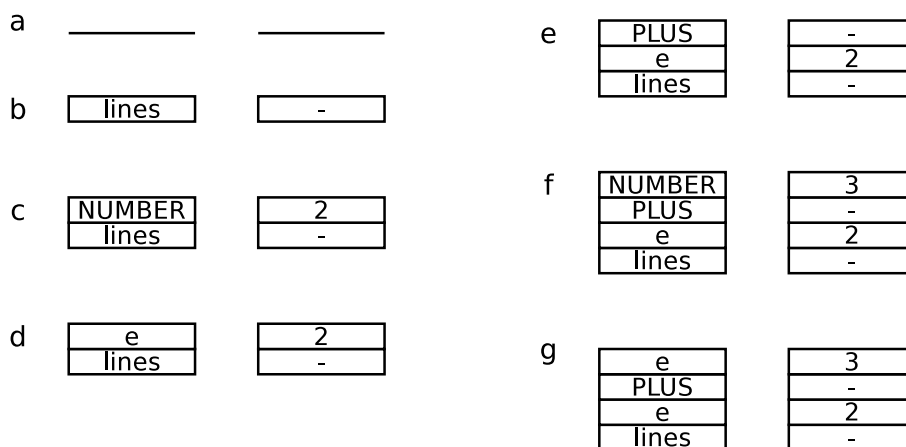 a
b
lines -
c
NUMBER 2
lines -
d
e 2
lines -
e
PLUS -
e 2
lines -
f
NUMBER 3
PLUS -
e 2
lines -
g
e 3
PLUS -
e 2
lines -